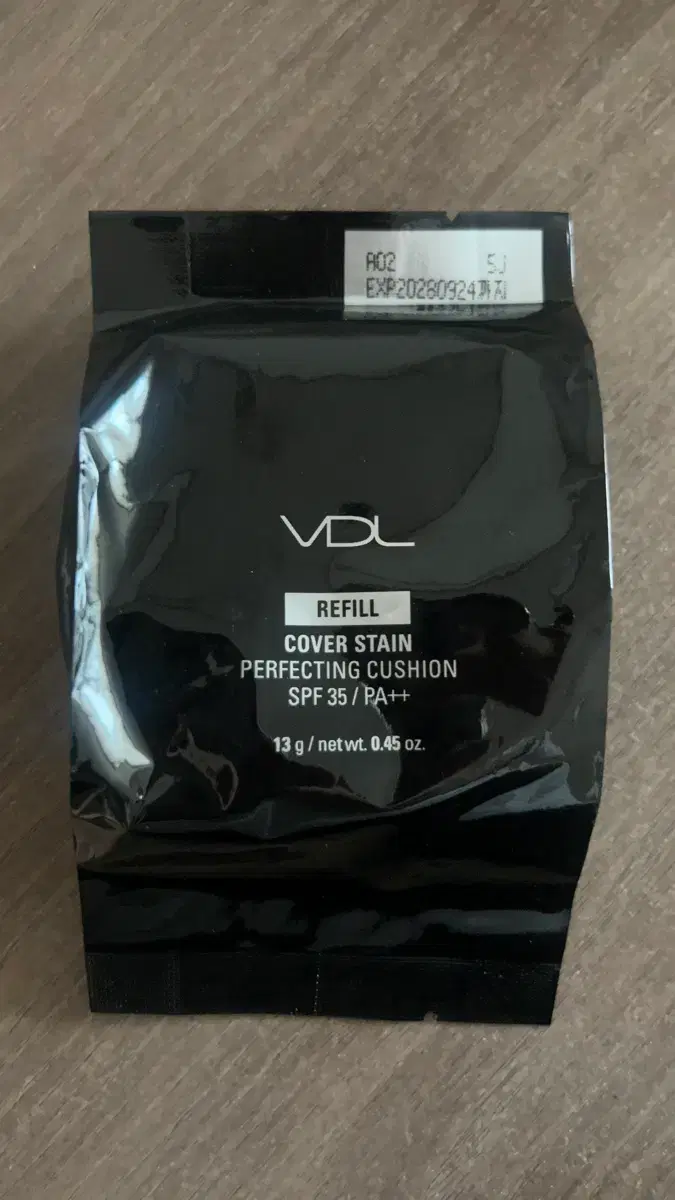 A02 SJ
EXP20280924까지
VDL
REFILL
COVER STAIN
PERFECTING CUSHION
SPF 35 / PA++
13 g / net wt. 0.45 oz.